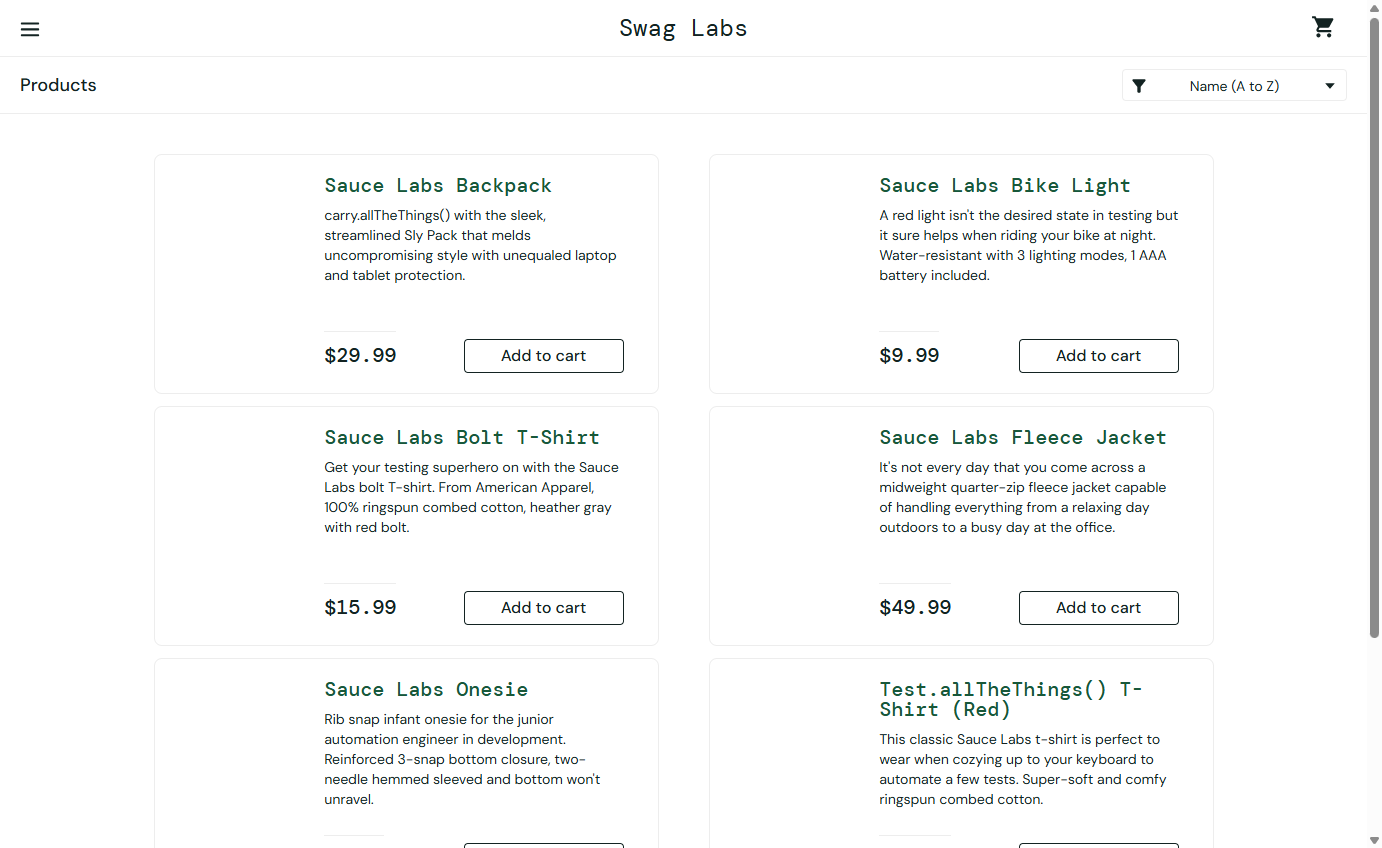 Swag Labs
Products
Name (A to Z)
Sauce Labs Backpack
carry.allTheThings() with the sleek,
streamlined Sly Pack that melds
uncompromising style with unequaled laptop
and tablet protection.
$29.99
Add to cart
Sauce Labs Bike Light
A red light isn't the desired state in testing but
it sure helps when riding your bike at night.
Water-resistant with 3 lighting modes, 1 AAA
battery included.
$9.99
Add to cart
Sauce Labs Bolt T-Shirt
Get your testing superhero on with the Sauce
Labs bolt T-shirt. From American Apparel,
100% ringspun combed cotton, heather gray
with red bolt.
$15.99
Add to cart
Sauce Labs Fleece Jacket
It's not every day that you come across a
midweight quarter-zip fleece jacket capable
of handling everything from a relaxing day
outdoors to a busy day at the office.
$49.99
Add to cart
Sauce Labs Onesie
Rib snap infant onesie for the junior
automation engineer in development.
Reinforced 3-snap bottom closure, two-
needle hemmed sleeved and bottom won't
unravel.
Test.allTheThings() T-
Shirt (Red)
This classic Sauce Labs t-shirt is perfect to
wear when cozying up to your keyboard to
automate a few tests. Super-soft and comfy
ringspun combed cotton.